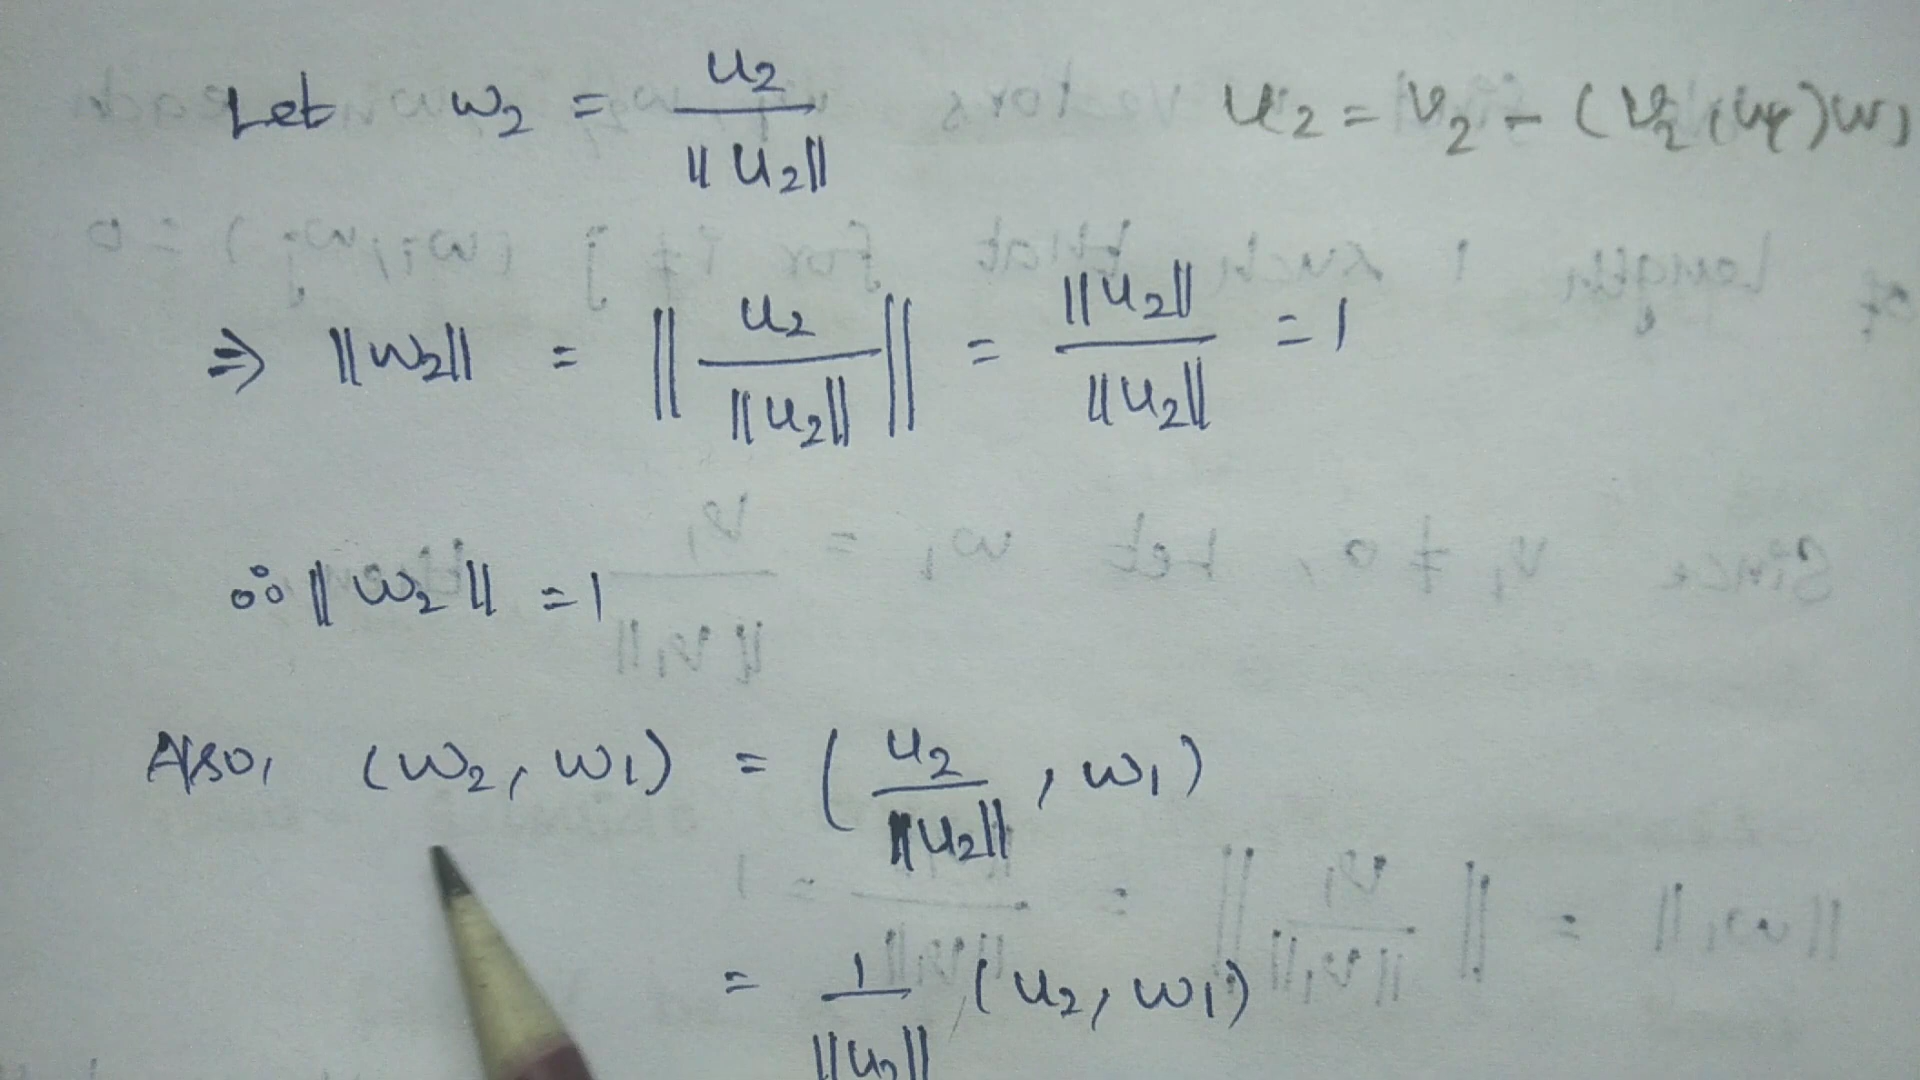 Let w₂ = u₂ / ||u₂|| u₂ = v₂ - (v₂, w₁)w₁
⇒ ||w₂|| = || u₂ / ||u₂|| || = ||u₂|| / ||u₂|| = 1
∴ ||w₂|| = 1
Also, (w₂, w₁) = ( u₂ / ||u₂|| , w₁)
= 1 / ||u₂|| (u₂, w₁)